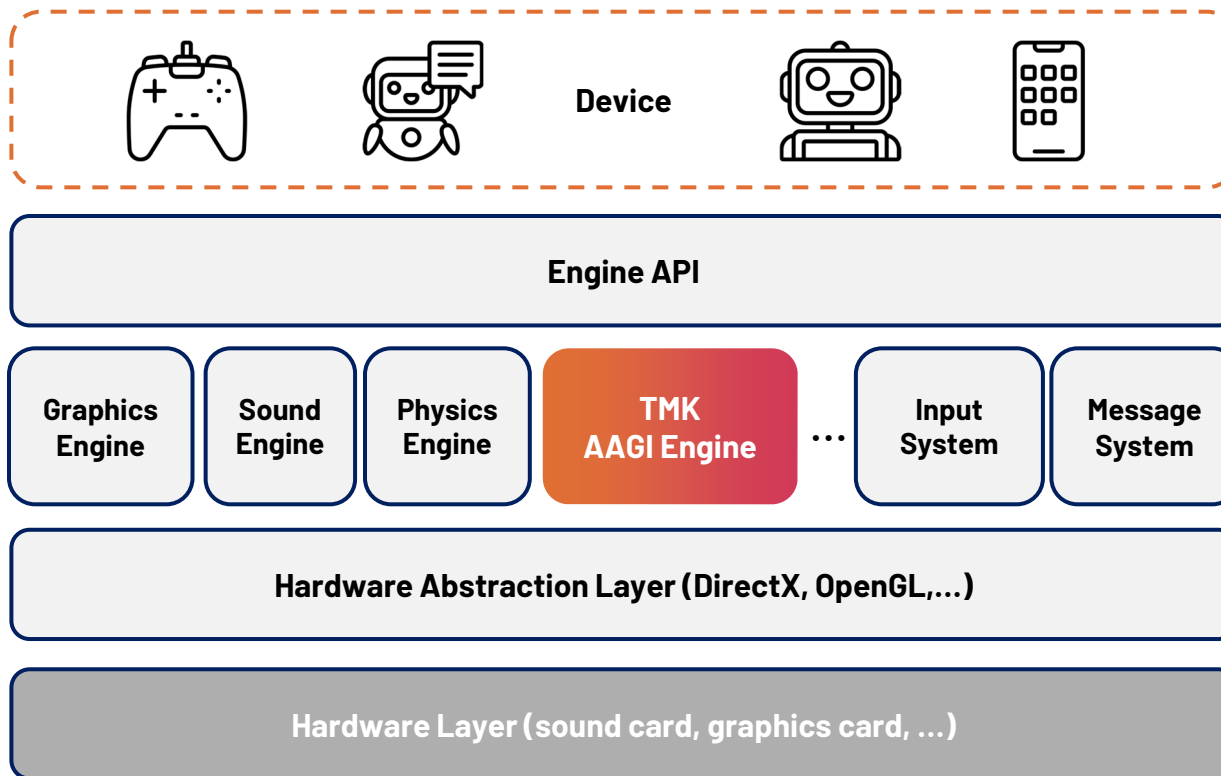 Device
Engine API
Graphics
Engine
Sound
Engine
Physics
Engine
TMK
AAGI Engine
...
Input
System
Message
System
Hardware Abstraction Layer (DirectX, OpenGL,...)
Hardware Layer (sound card, graphics card, ...)